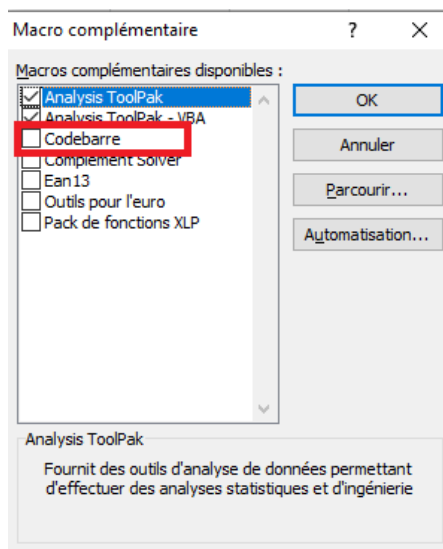 Macro complémentaire ? ×
Macros complémentaires disponibles :
Analysis ToolPak
Analysis ToolPak - VBA
Codebarre
Complément Solver
Ean13
Outils pour l'euro
Pack de fonctions XLP
OK
Annuler
Parcourir...
Automatisation...
Analysis ToolPak
Fournit des outils d'analyse de données permettant
d'effectuer des analyses statistiques et d'ingénierie